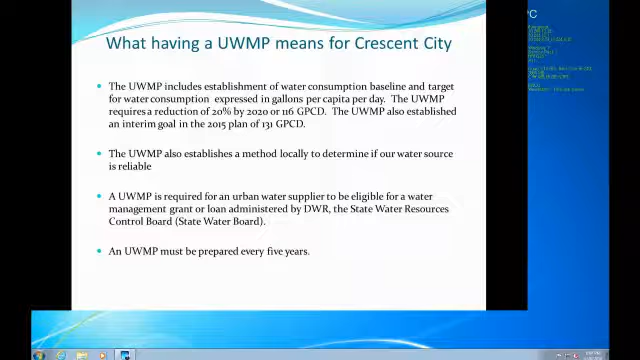 What having a UWMP means for Crescent City
• The UWMP includes establishment of water consumption baseline and target
for water consumption expressed in gallons per capita per day. The UWMP
requires a reduction of 20% by 2020 or 116 GPCD. The UWMP also established
an interim goal in the 2015 plan of 131 GPCD.
• The UWMP also establishes a method locally to determine if our water source
is reliable
• A UWMP is required for an urban water supplier to be eligible for a water
management grant or loan administered by DWR, the State Water Resources
Control Board (State Water Board).
• An UWMP must be prepared every five years.
PC